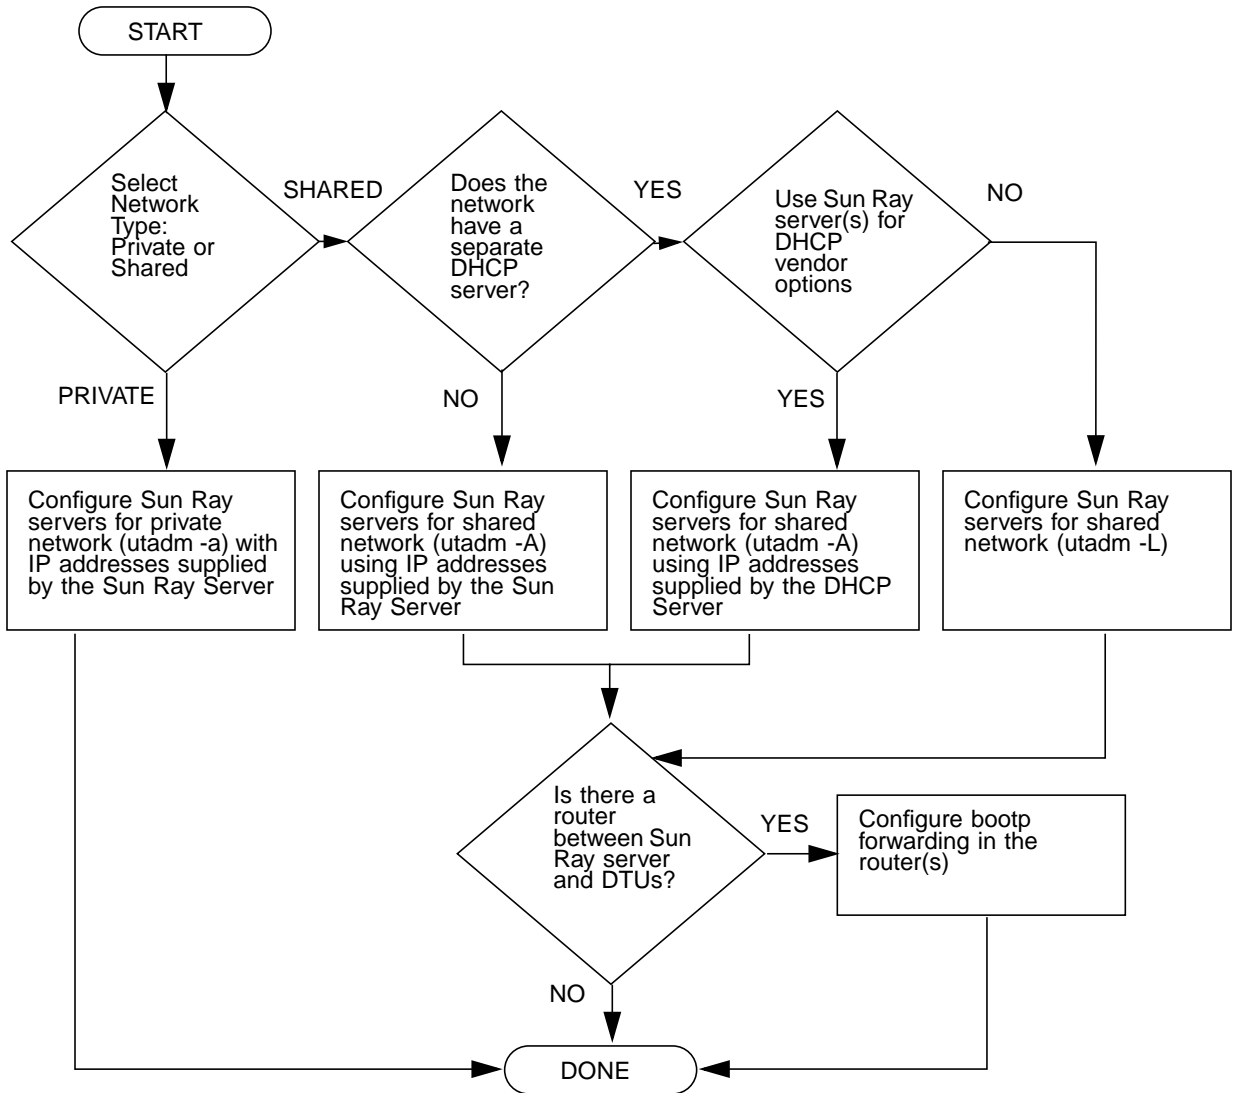 START
Select
Network
Type:
Private or
Shared
SHARED
Does the
network
have a
separate
DHCP
server?
YES
Use Sun Ray
server(s) for
DHCP
vendor
options
NO
PRIVATE
NO
YES
Configure Sun Ray
servers for private
network (utadm -a) with
IP addresses supplied
by the Sun Ray Server
Configure Sun Ray
servers for shared
network (utadm -A)
using IP addresses
supplied by the Sun
Ray Server
Configure Sun Ray
servers for shared
network (utadm -A)
using IP addresses
supplied by the DHCP
Server
Configure Sun Ray
servers for shared
network (utadm -L)
Is there a
router
between Sun
Ray server
and DTUs?
YES
Configure bootp
forwarding in the
router(s)
NO
DONE